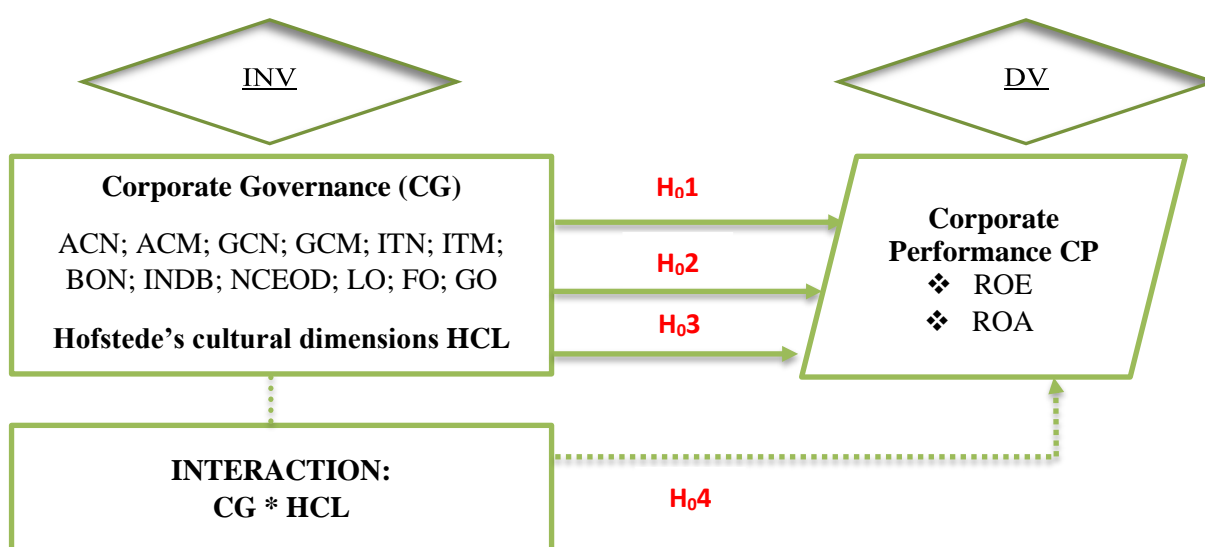 INV
DV
Corporate Governance (CG)
ACN; ACM; GCN; GCM; ITN; ITM;
BON; INDB; NCEOD; LO; FO; GO
Hofstede’s cultural dimensions HCL
H₀1
H₀2
H₀3
Corporate
Performance CP
❖ ROE
❖ ROA
INTERACTION:
CG * HCL
H₀4